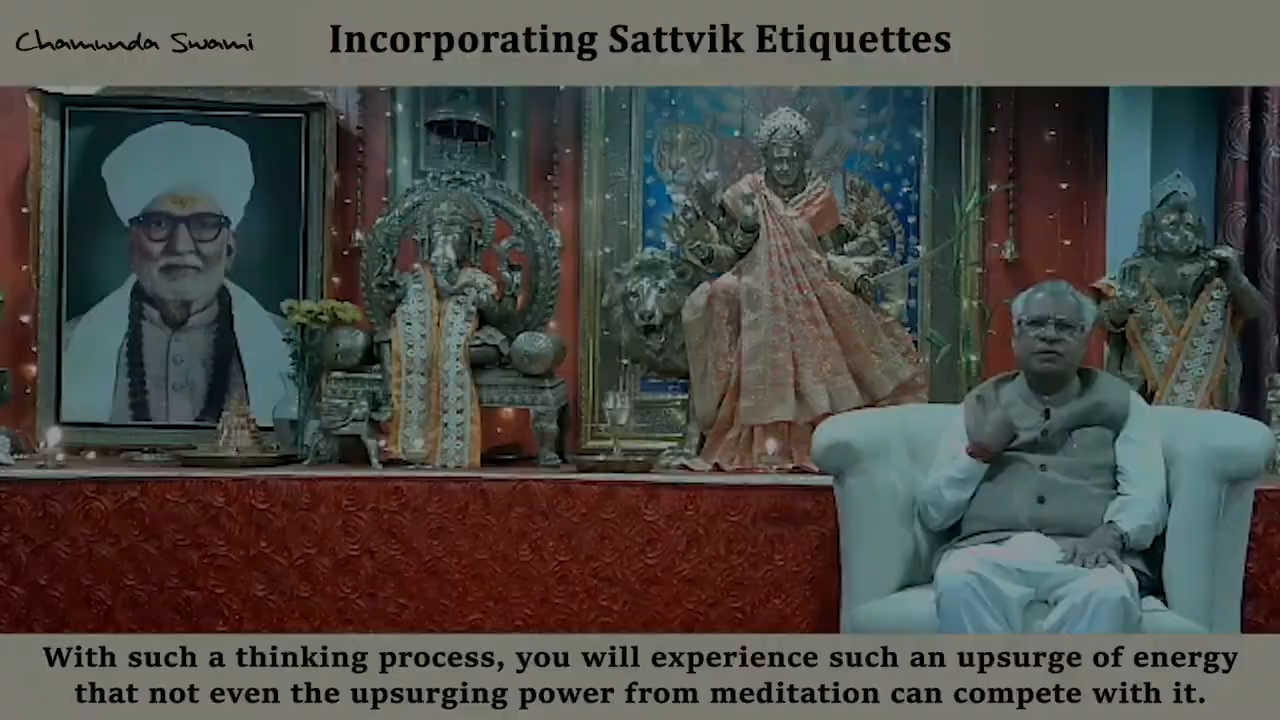 Chamunda Swami
Incorporating Sattvik Etiquettes
With such a thinking process, you will experience such an upsurge of energy
that not even the upsurging power from meditation can compete with it.